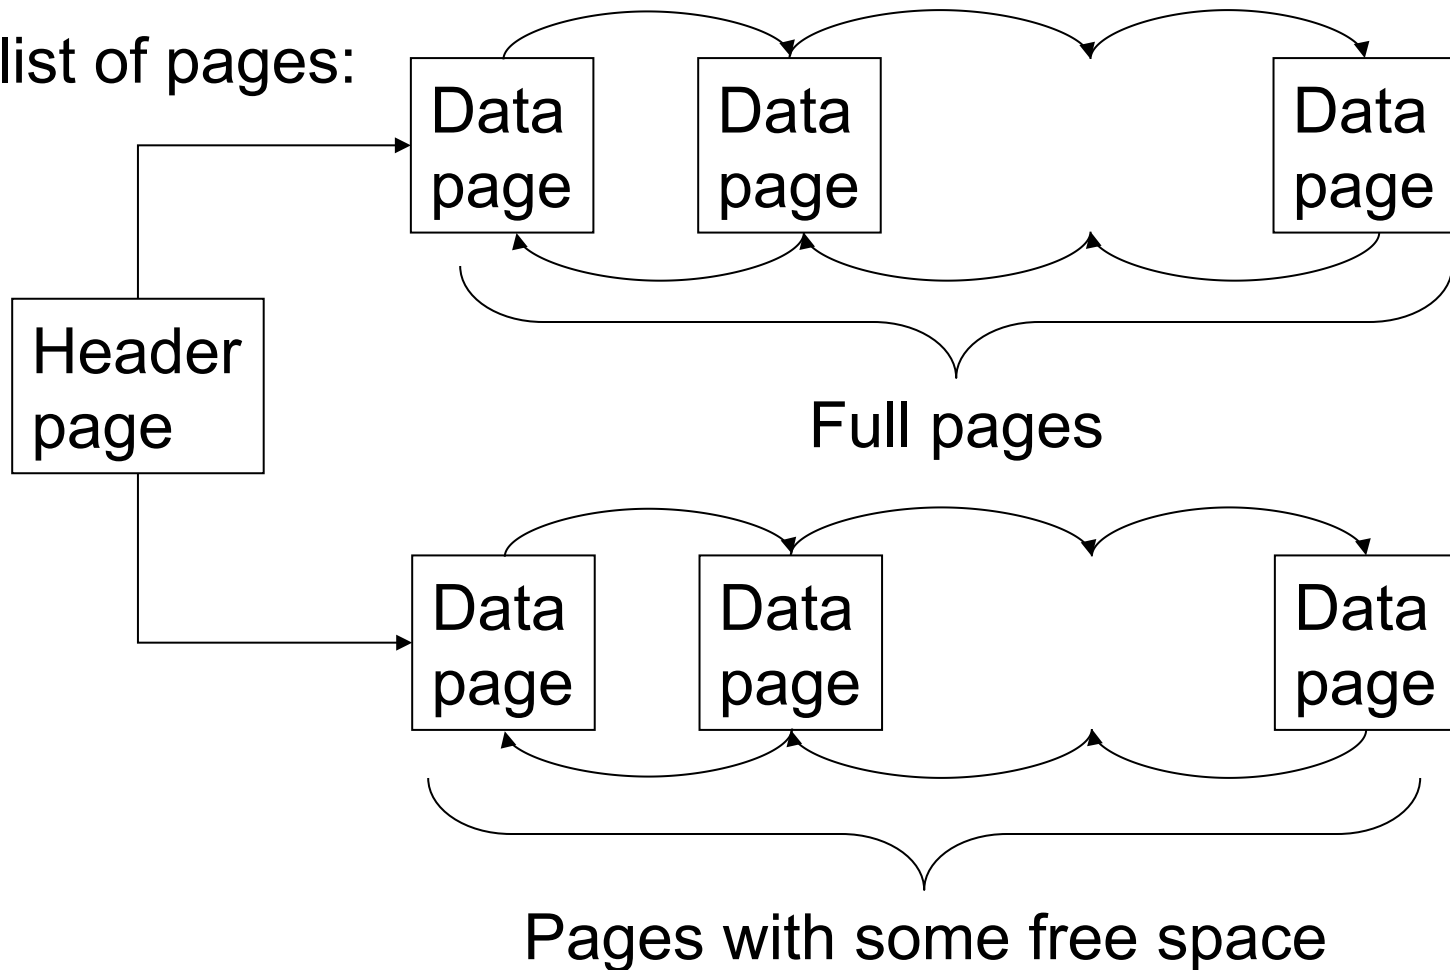 list of pages:
Data
page
Data
page
Data
page
Header
page
Full pages
Data
page
Data
page
Data
page
Pages with some free space